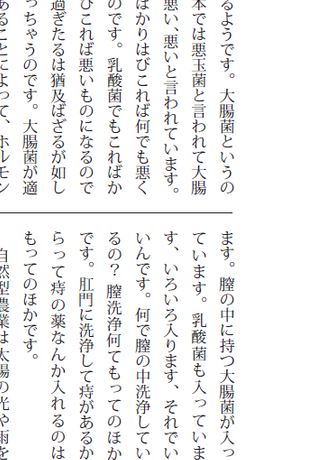 るようです。大腸菌というの
本では悪玉菌と言われて大腸
悪い、悪いと言われています。
ばかりはびこれば何でも悪く
のです。乳酸菌でもこればか
びこれば悪いものになるので
過ぎたるは猶及ばざるが如し
っちゃうのです。大腸菌が適
あることによって、ホルモン
ます。膣の中に持つ大腸菌が入っ
ています。乳酸菌も入っていま
す、いろいろ入ります、それでい
いんです。何で膣の中洗浄してい
るの？ 膣洗浄何てもってのほか
です。肛門に洗浄して痔があるか
らって痔の薬なんか入れるのは
もってのほかです。
自然型農業は太陽の光や雨を